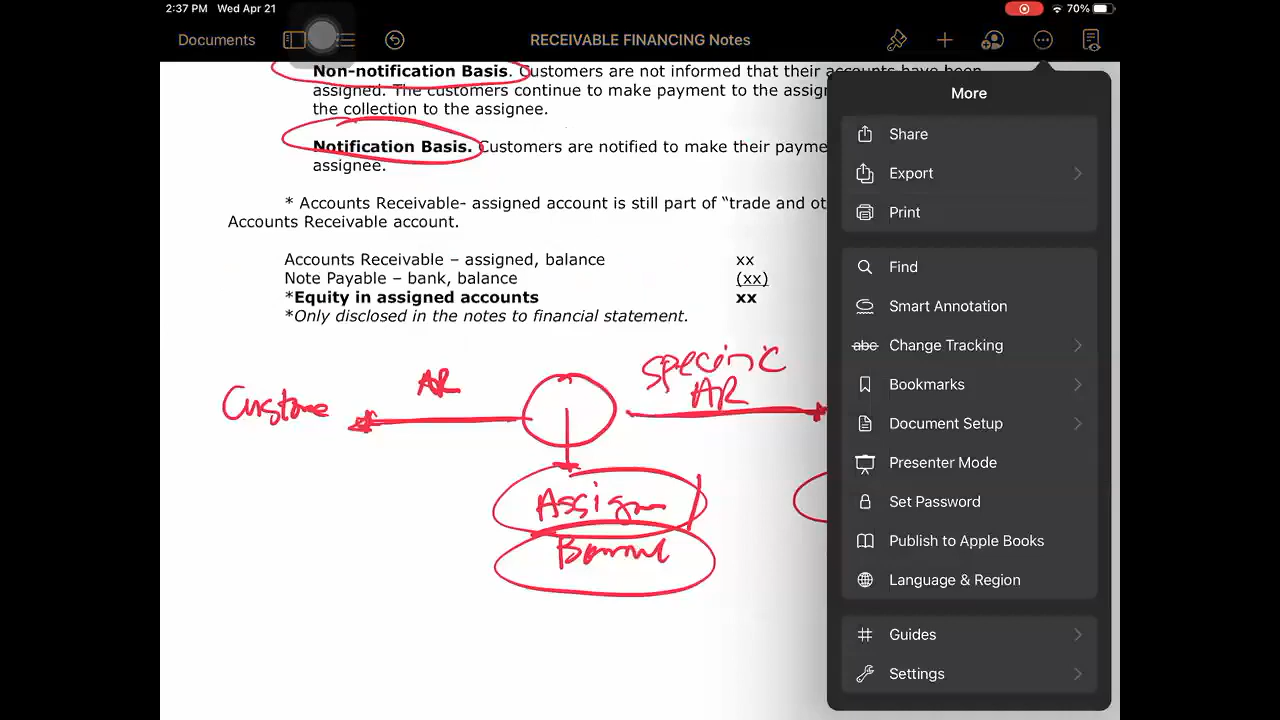 2:37 PM Wed Apr 21
70%
Documents
RECEIVABLE FINANCING Notes
Non-notification Basis. Customers are not informed that their accounts have been
assigned. The customers continue to make payment to the assign
the collection to the assignee.
Notification Basis. Customers are notified to make their payme
assignee.
* Accounts Receivable- assigned account is still part of “trade and ot
Accounts Receivable account.
Accounts Receivable – assigned, balance xx
Note Payable – bank, balance (xx)
*Equity in assigned accounts xx
*Only disclosed in the notes to financial statement.
Custome
AR
specific
AR
Assign
More
Share
Export
Print
Find
Smart Annotation
abc Change Tracking
Bookmarks
Document Setup
Presenter Mode
Set Password
Publish to Apple Books
Language & Region
Guides
Settings